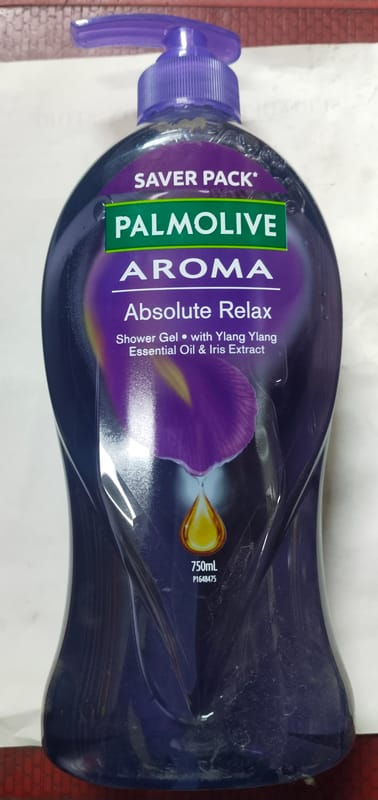 SAVER PACK*
PALMOLIVE
AROMA
Absolute Relax
Shower Gel • with Ylang Ylang
Essential Oil & Iris Extract
750mL
P1648475